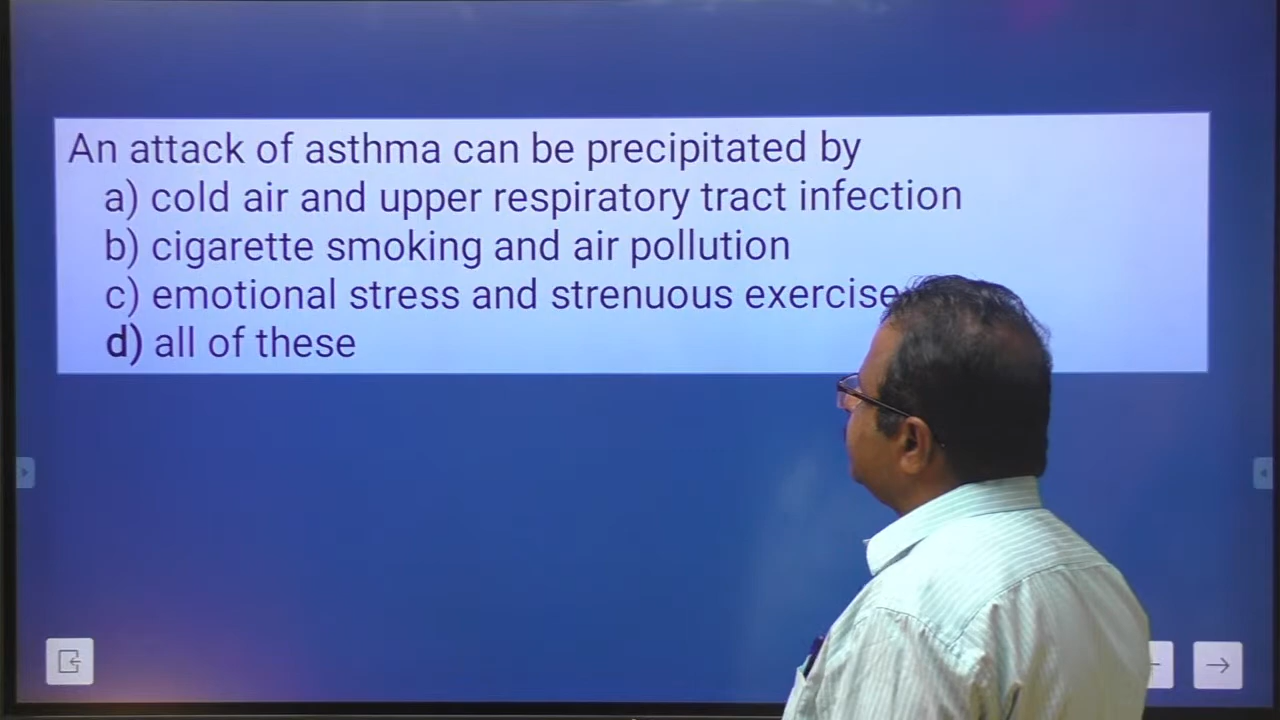 An attack of asthma can be precipitated by
a) cold air and upper respiratory tract infection
b) cigarette smoking and air pollution
c) emotional stress and strenuous exercise
d) all of these